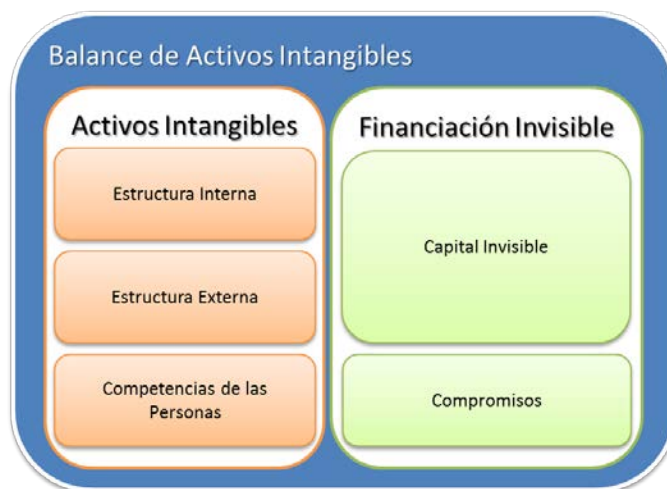 Balance de Activos Intangibles
Activos Intangibles
Estructura Interna
Estructura Externa
Competencias de las
Personas
Financiación Invisible
Capital Invisible
Compromisos